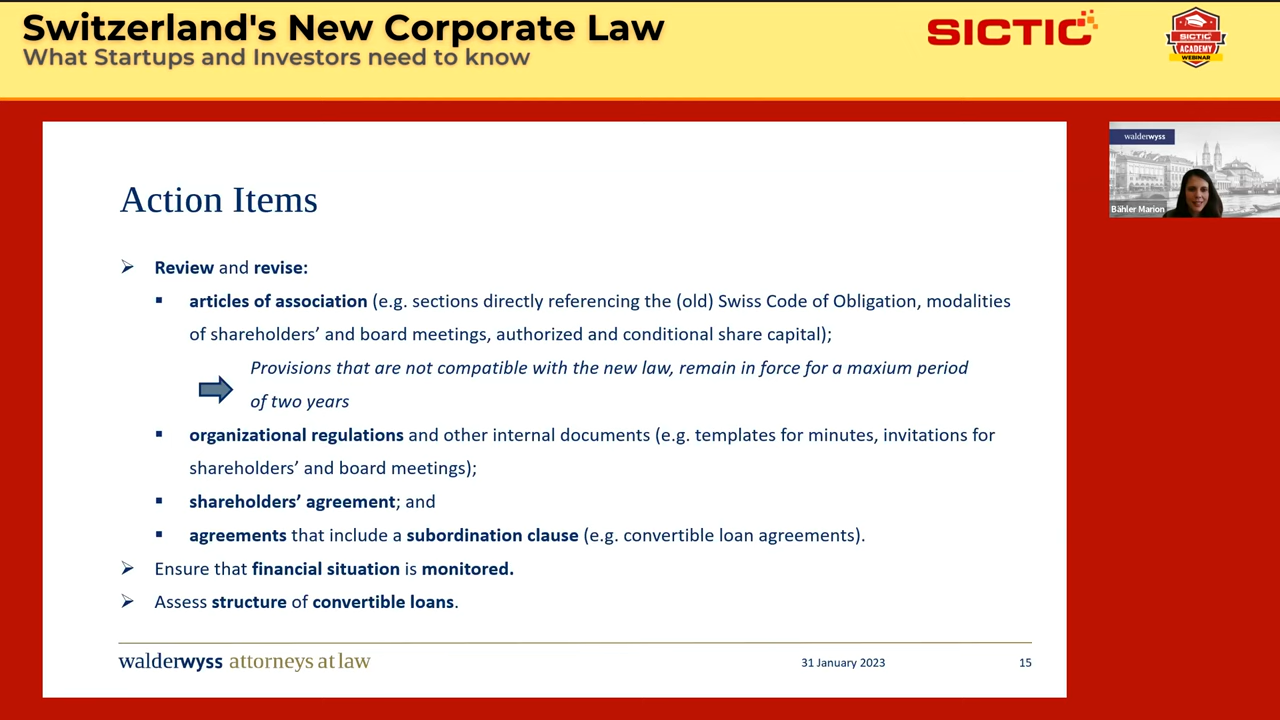 Switzerland's New Corporate Law
What Startups and Investors need to know
SICTIC
SICTIC
ACADEMY
WEBINAR
walderwyss
Bähler Marion
Action Items
Review and revise:
articles of association (e.g. sections directly referencing the (old) Swiss Code of Obligation, modalities
of shareholders’ and board meetings, authorized and conditional share capital);
Provisions that are not compatible with the new law, remain in force for a maxium period
of two years
organizational regulations and other internal documents (e.g. templates for minutes, invitations for
shareholders’ and board meetings);
shareholders’ agreement; and
agreements that include a subordination clause (e.g. convertible loan agreements).
Ensure that financial situation is monitored.
Assess structure of convertible loans.
walderwyss attorneys at law
31 January 2023
15